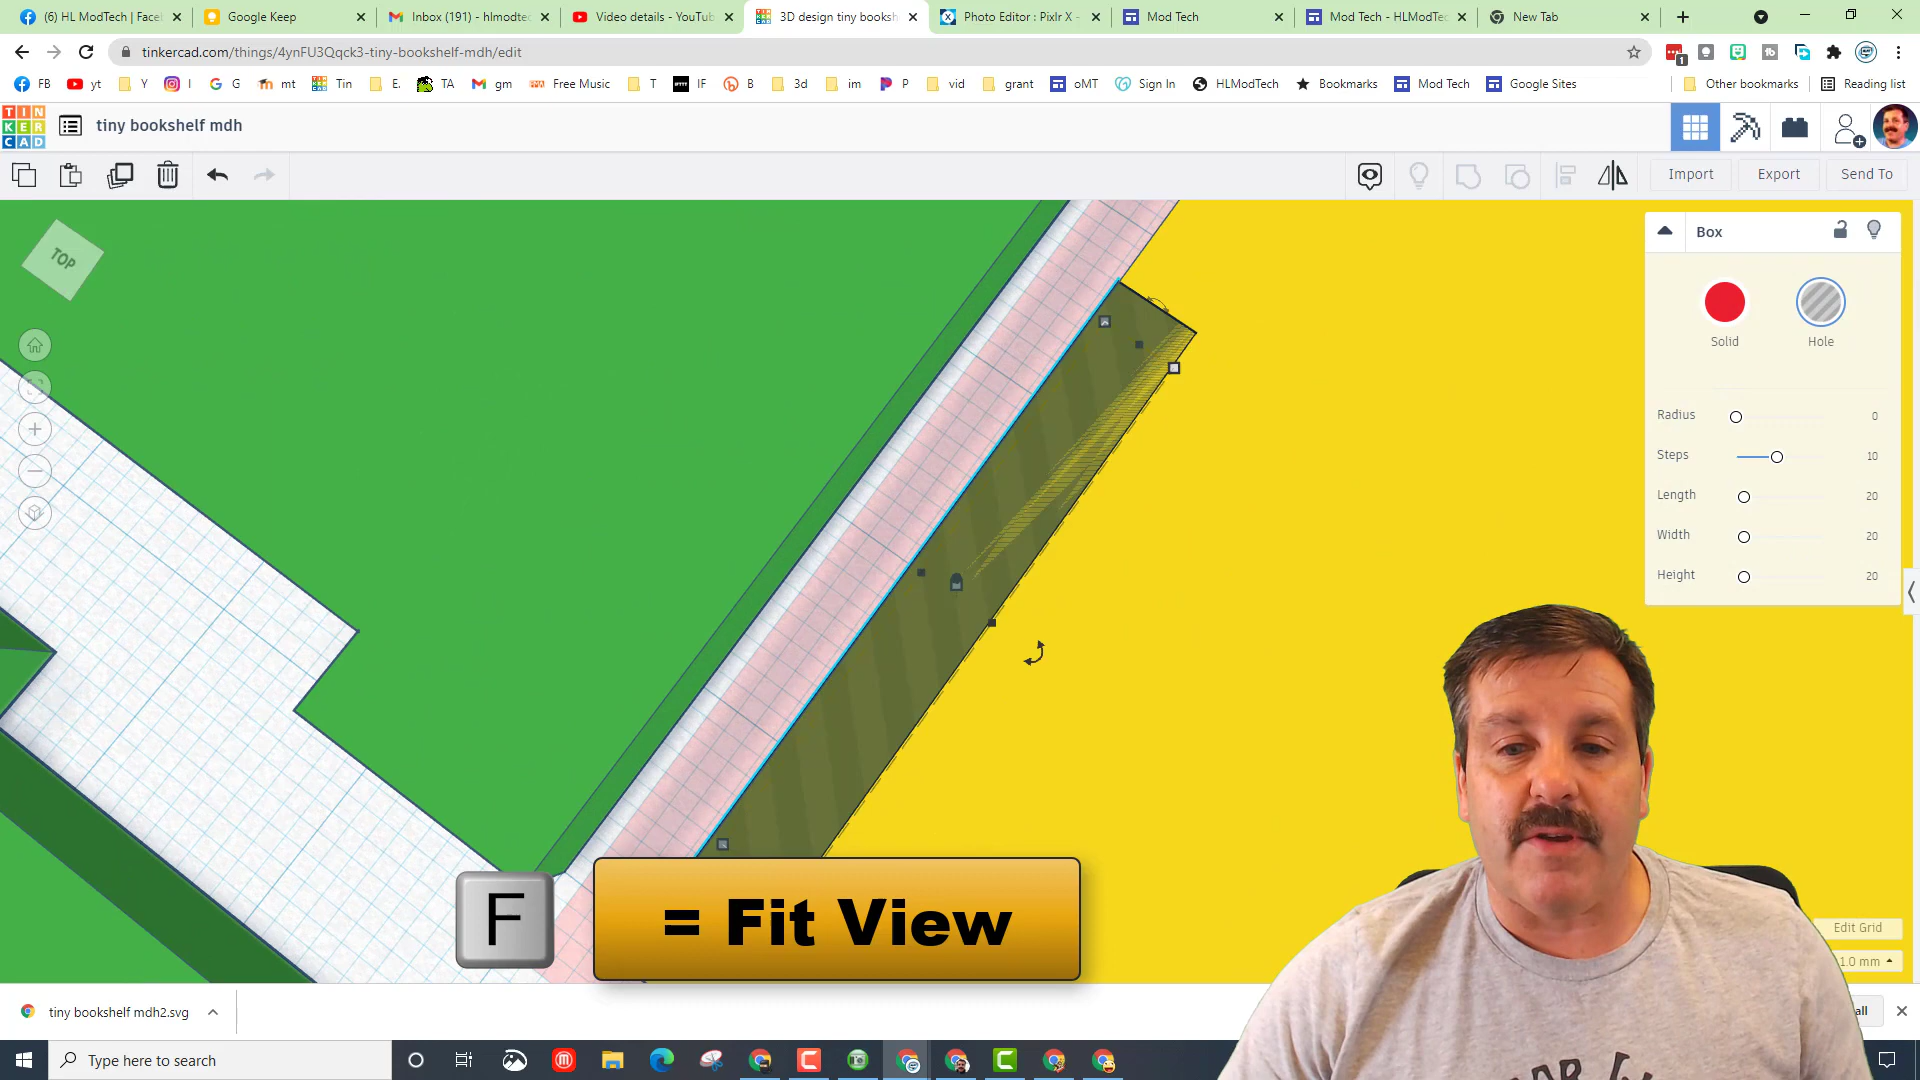 (6) HL ModTech | Facel
Google Keep
Inbox (191) - hlmodtec
Video details - YouTub
3D design tiny booksh
Photo Editor : Pixlr X -
Mod Tech
Mod Tech - HLModTec
New Tab
tinkercad.com/things/4ynFU3Qqck3-tiny-bookshelf-mdh/edit
1
FB
yt
Y
I
G
mt
Tin
E.
TA
gm
Free Music
T
IF
B
3d
im
P
vid
grant
oMT
Sign In
HLModTech
Bookmarks
Mod Tech
Google Sites
Other bookmarks
Reading list
TIN
KER
CAD
tiny bookshelf mdh
Import
Export
Send To
TOP
Box
Solid
Hole
Radius 0
Steps 10
Length 20
Width 20
Height 20
F
= Fit View
Edit Grid
1.0 mm
tiny bookshelf mdh2.svg
all
Type here to search